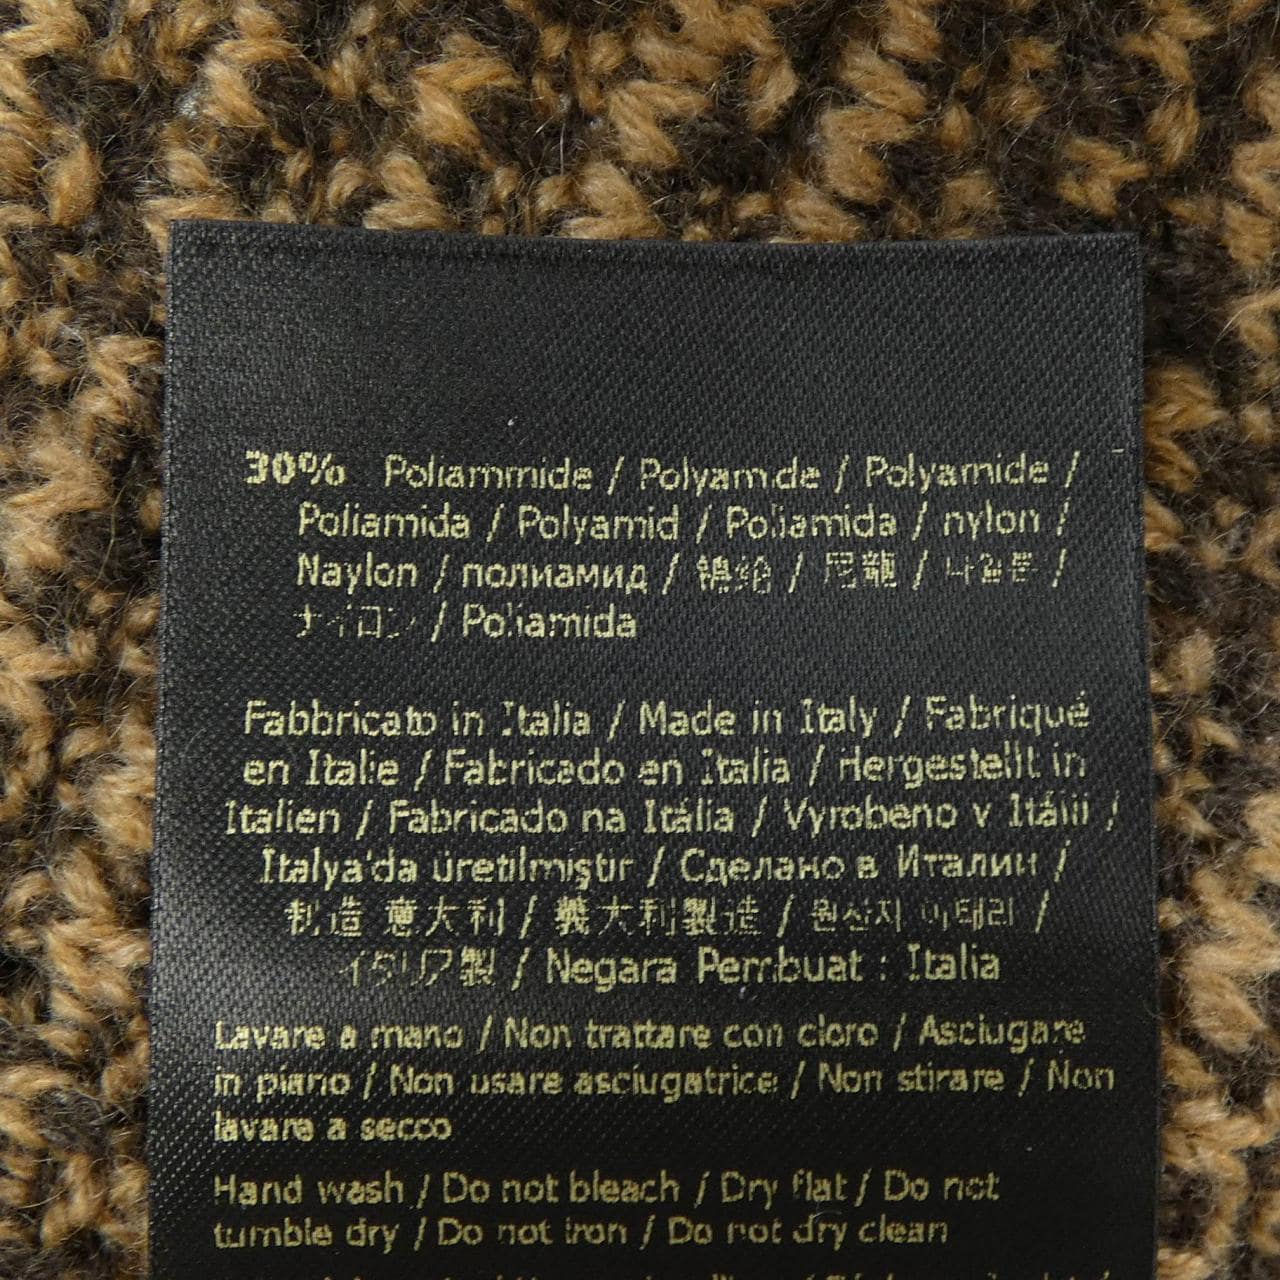 30% Poliammide / Polyamide / Polyamide /
Poliamida / Polyamid / Poliamida / nylon /
Naylon / полиамид / 锦纶 / 尼龍 / 나일론 /
ナイロン / Poliamida
Fabbricato in Italia / Made in Italy / Fabriqué
en Italie / Fabricado en Italia / Hergestellt in
Italien / Fabricado na Itália / Vyrobeno v Itálii /
Italya'da üretilmiştir / Сделано в Италии /
制造 意大利 / 義大利製造 / 원산지 이태리 /
イタリア製 / Negara Pembuat : Italia
Lavare a mano / Non trattare con cloro / Asciugare
in piano / Non usare asciugatrice / Non stirare / Non
lavare a secco
Hand wash / Do not bleach / Dry flat / Do not
tumble dry / Do not iron / Do not dry clean